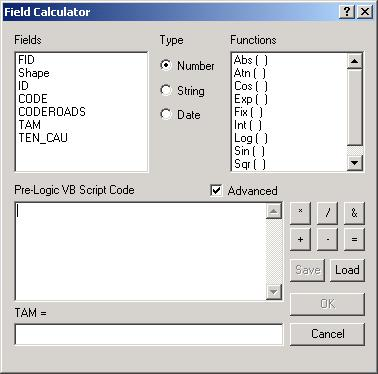 Field Calculator
Fields
Type
Functions
FID
Shape
ID
CODE
CODEROADS
TAM
TEN_CAU
Number
String
Date
Abs ( )
Atn ( )
Cos ( )
Exp ( )
Fix ( )
Int ( )
Log ( )
Sin ( )
Sqr ( )
Pre-Logic VB Script Code
Advanced
* / &
+ - =
Save Load
OK
TAM =
Cancel